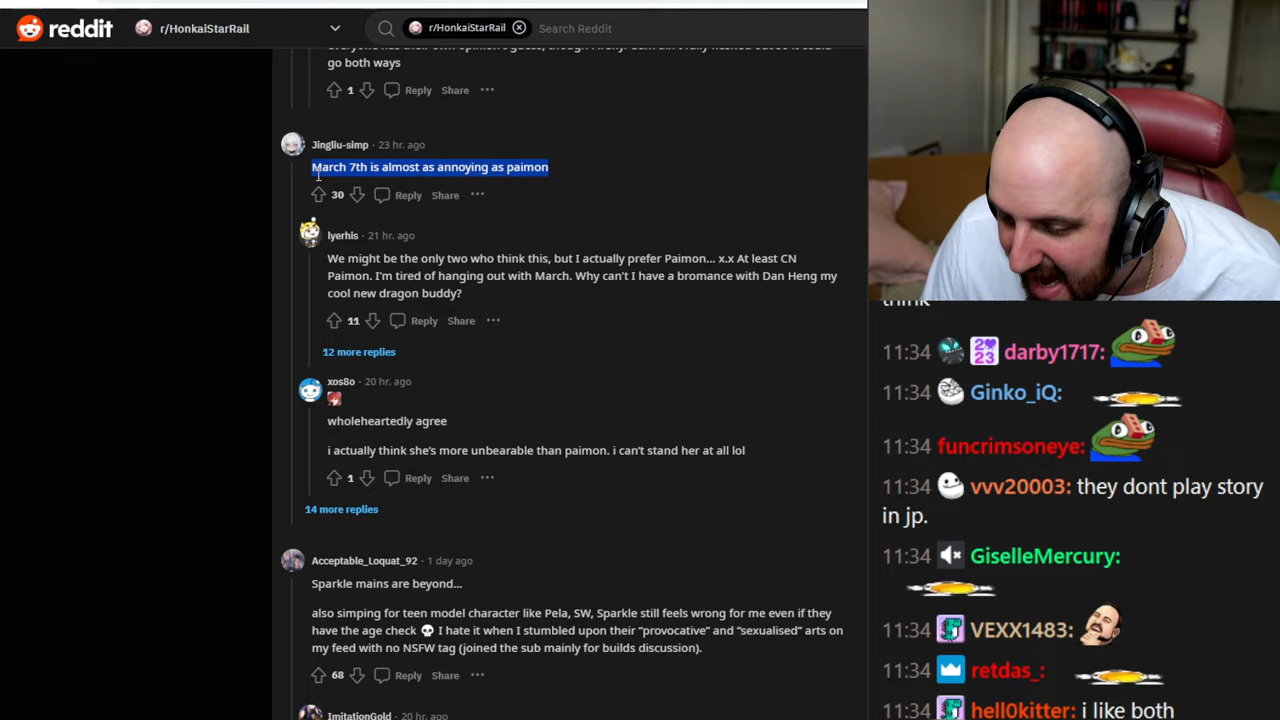 reddit
r/HonkaiStarRail
r/HonkaiStarRail
Search Reddit
go both ways
1
Reply
Share
Jingliu-simp · 23 hr. ago
March 7th is almost as annoying as paimon
30
Reply
Share
lyerhis · 21 hr. ago
We might be the only two who think this, but I actually prefer Paimon... x.x At least CN
Paimon. I'm tired of hanging out with March. Why can't I have a bromance with Dan Heng my
cool new dragon buddy?
11
Reply
Share
12 more replies
xos8o · 20 hr. ago
wholeheartedly agree
i actually think she's more unbearable than paimon. i can't stand her at all lol
1
Reply
Share
14 more replies
Acceptable_Loquat_92 · 1 day ago
Sparkle mains are beyond...
also simping for teen model character like Pela, SW, Sparkle still feels wrong for me even if they
have the age check 💀 I hate it when I stumbled upon their “provocative” and “sexualised” arts on
my feed with no NSFW tag (joined the sub mainly for builds discussion).
68
Reply
Share
ImitationGold · 20 hr. ago
think
11:34 darby1717:
11:34 Ginko_iQ:
11:34 funcrimsoneye:
11:34 vvv20003: they dont play story
in jp.
11:34 GiselleMercury:
11:34 VEXX1483:
11:34 retdas_:
11:34 hell0kitter: i like both